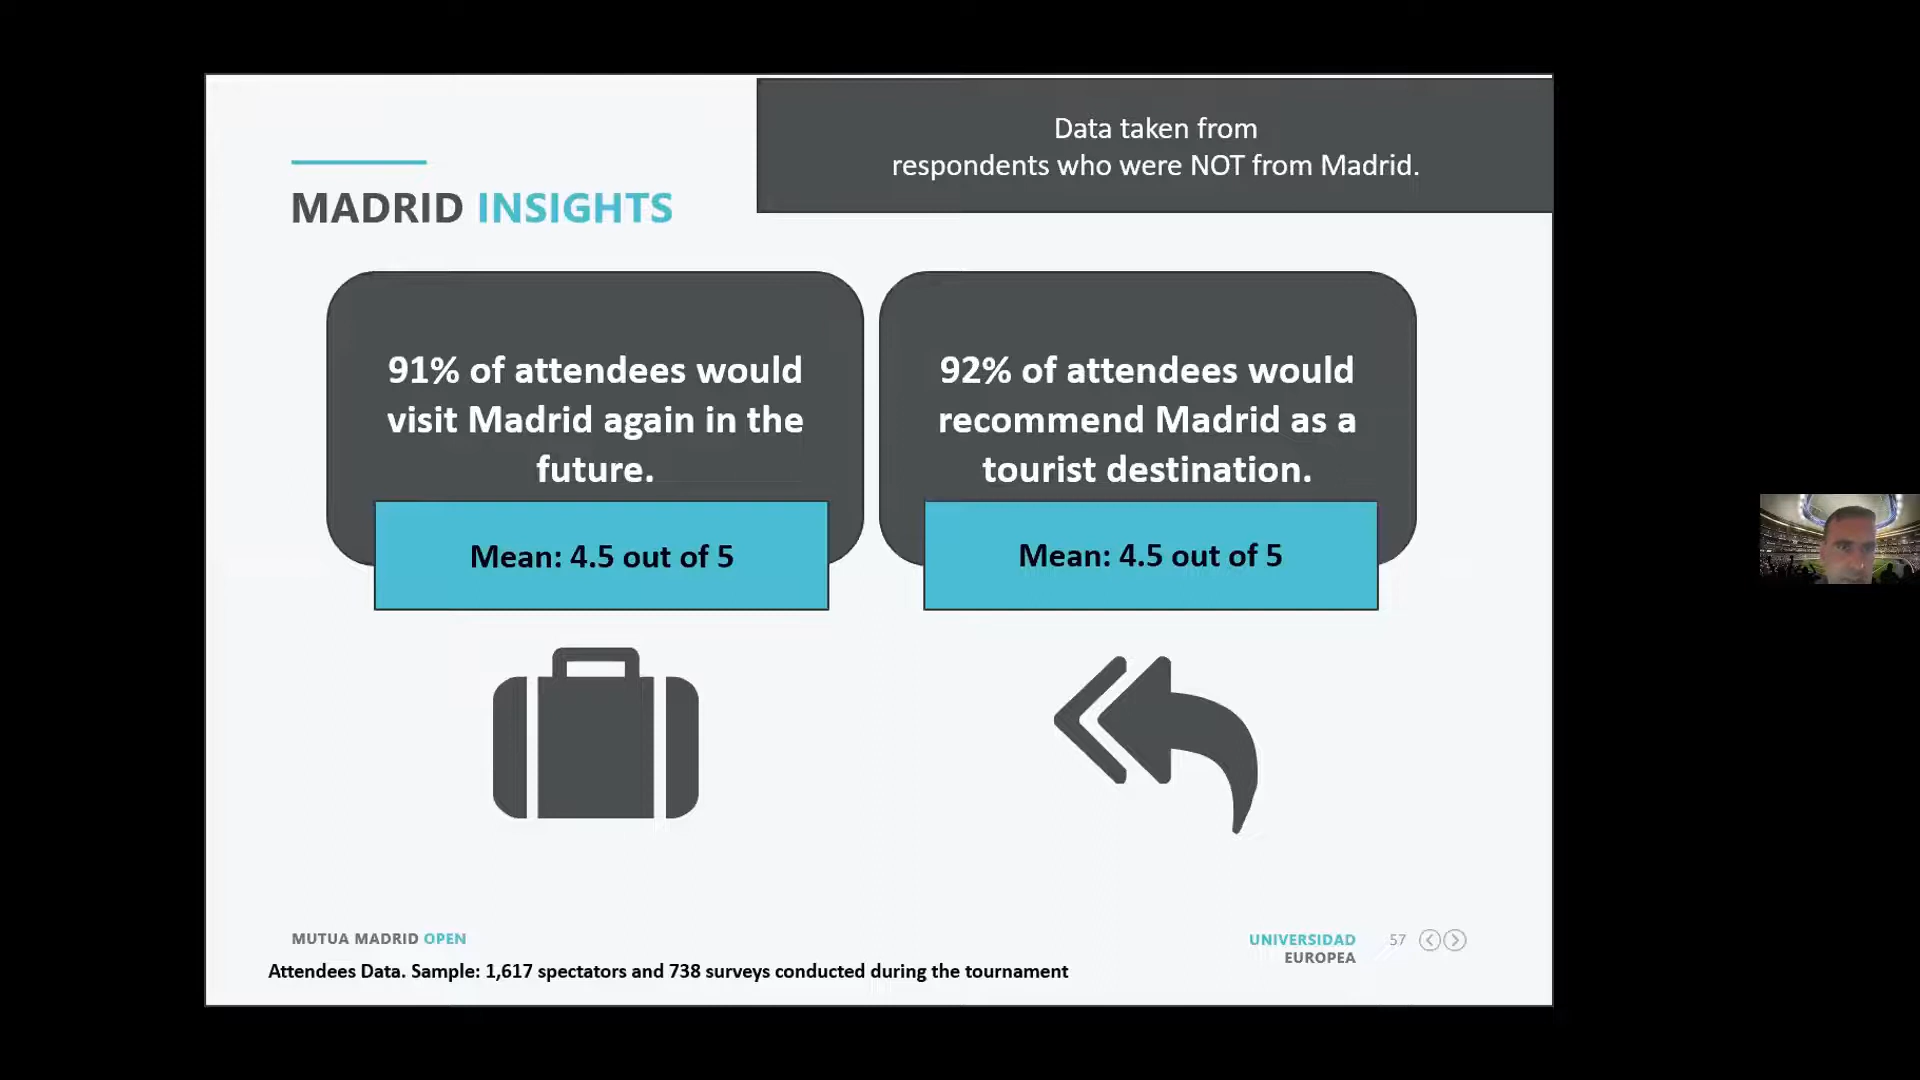 Data taken from
respondents who were NOT from Madrid.
MADRID INSIGHTS
91% of attendees would
visit Madrid again in the
future.
Mean: 4.5 out of 5
92% of attendees would
recommend Madrid as a
tourist destination.
Mean: 4.5 out of 5
MUTUA MADRID OPEN
UNIVERSIDAD
EUROPEA
57
Attendees Data. Sample: 1,617 spectators and 738 surveys conducted during the tournament